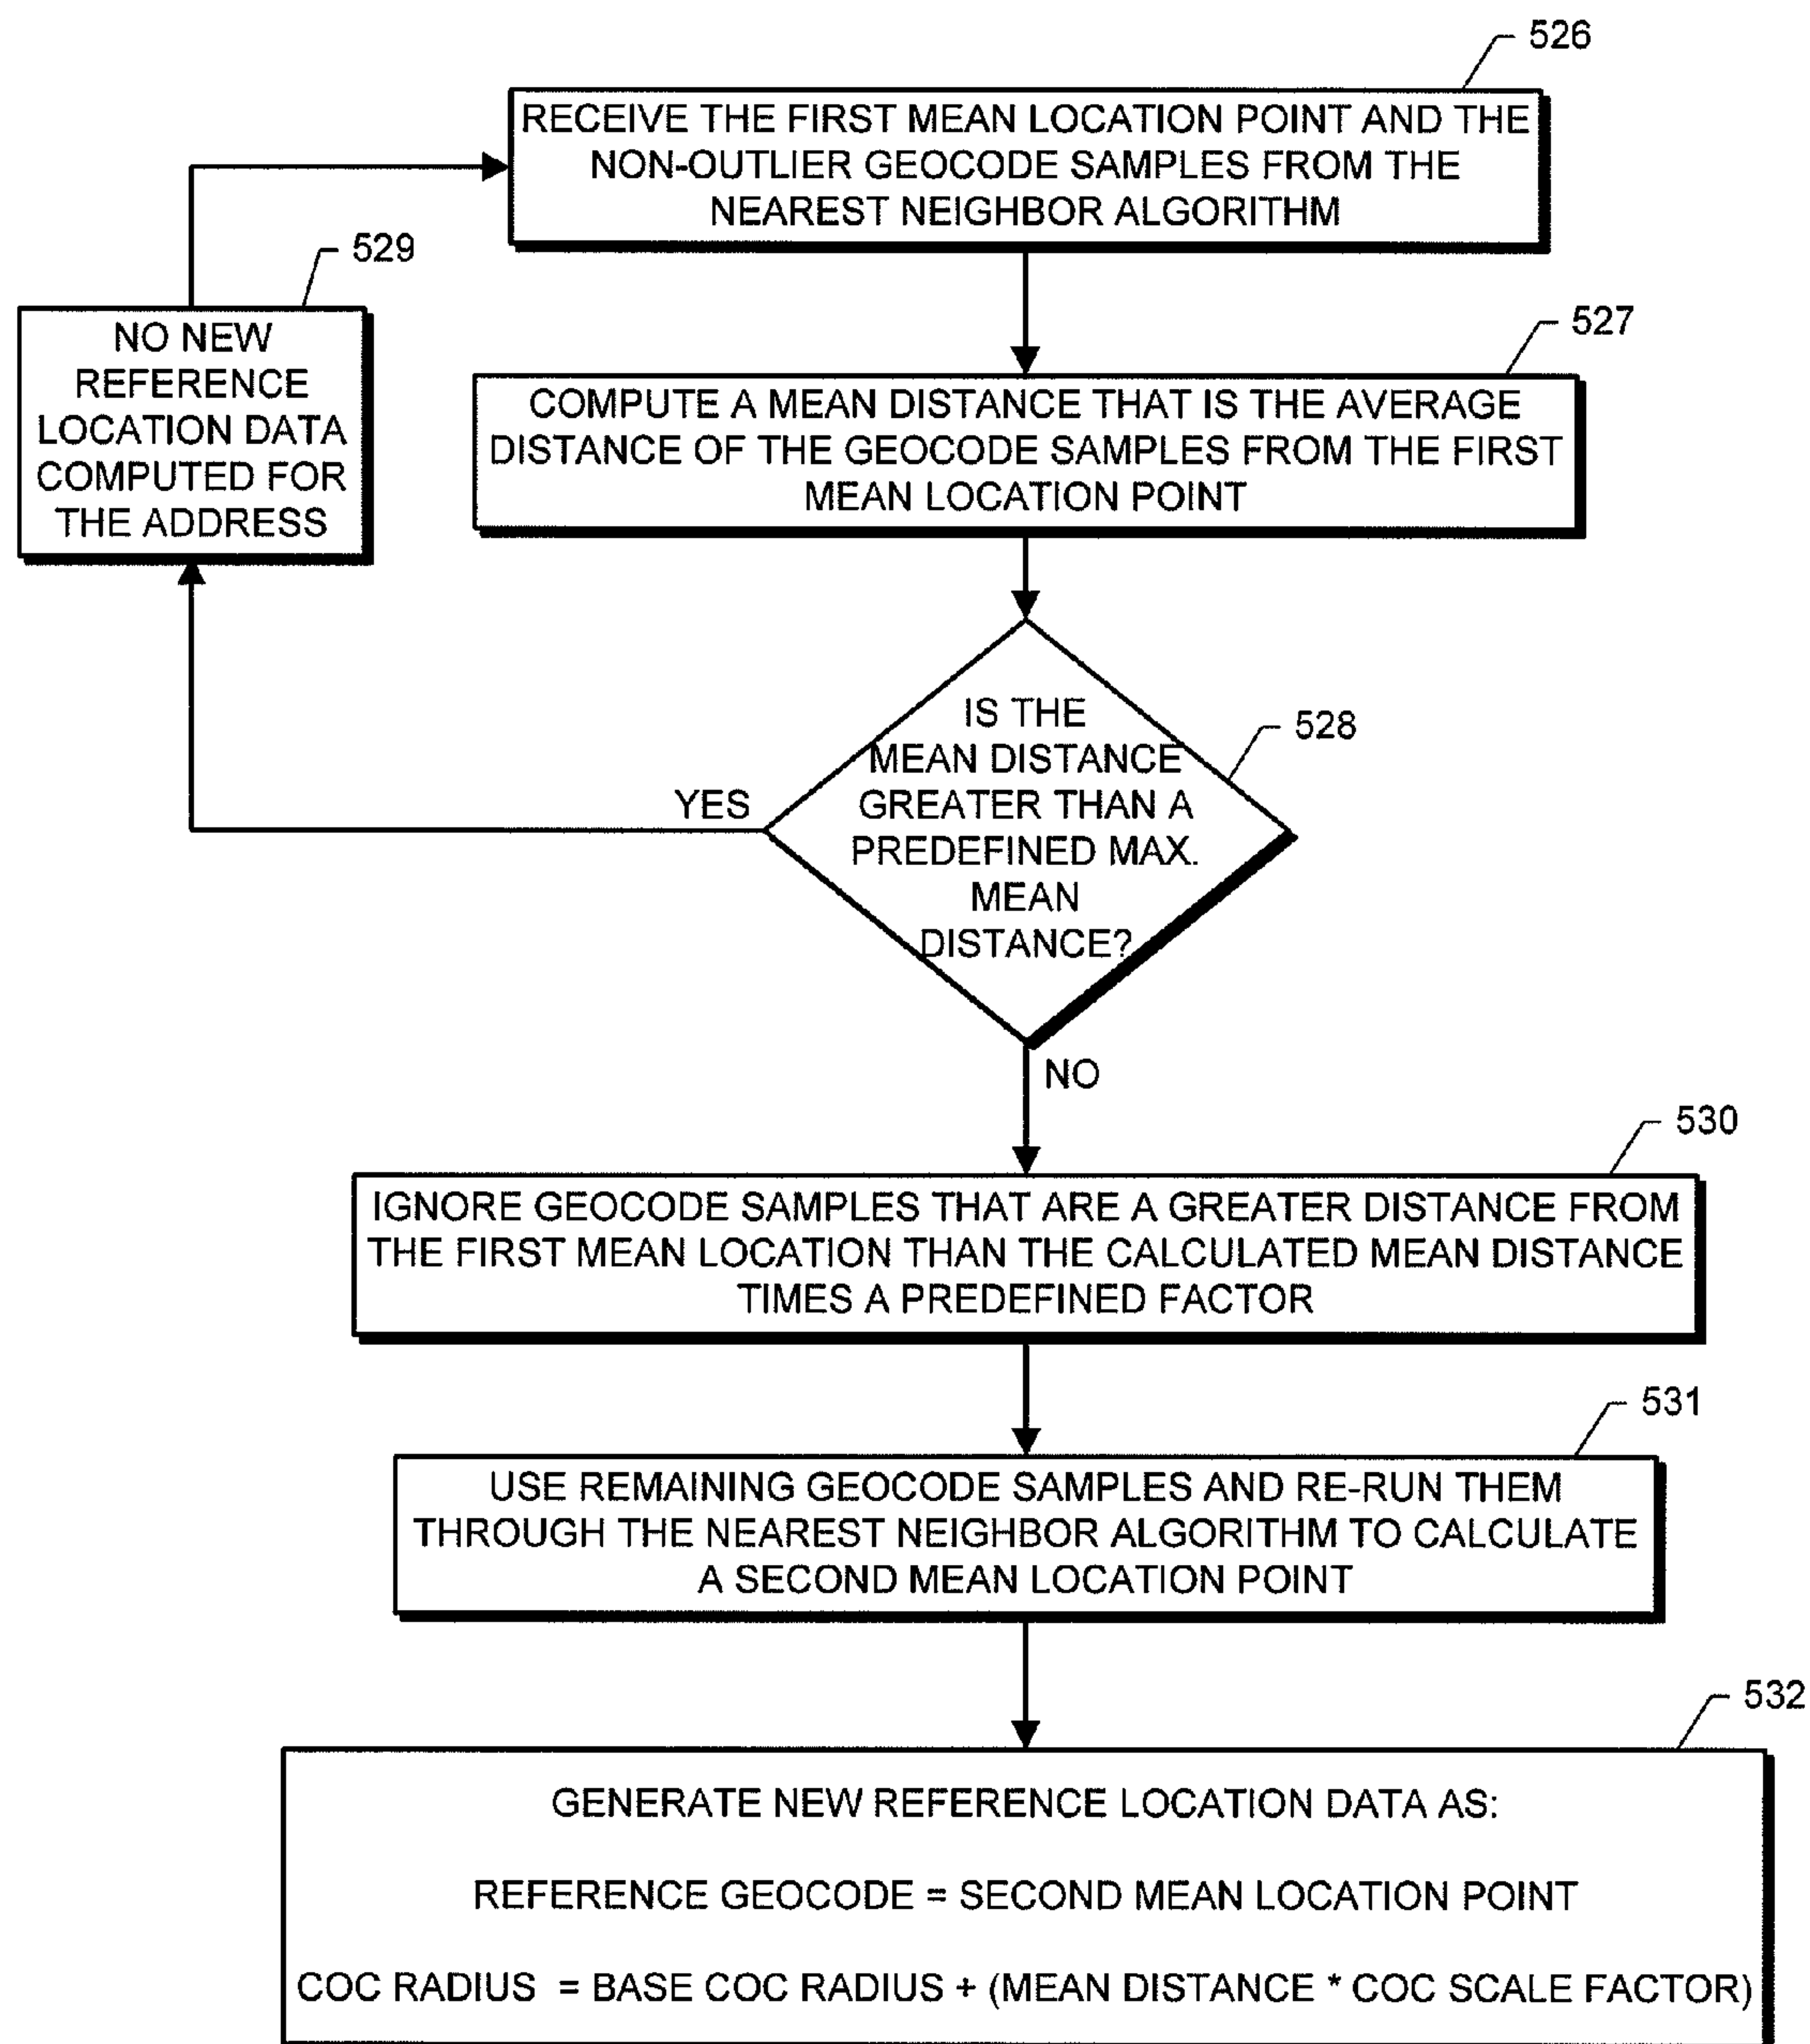 526
RECEIVE THE FIRST MEAN LOCATION POINT AND THE
NON-OUTLIER GEOCODE SAMPLES FROM THE
NEAREST NEIGHBOR ALGORITHM
529
NO NEW
REFERENCE
LOCATION DATA
COMPUTED FOR
THE ADDRESS
527
COMPUTE A MEAN DISTANCE THAT IS THE AVERAGE
DISTANCE OF THE GEOCODE SAMPLES FROM THE FIRST
MEAN LOCATION POINT
528
IS THE
MEAN DISTANCE
GREATER THAN A
PREDEFINED MAX.
MEAN
DISTANCE?
YES
NO
530
IGNORE GEOCODE SAMPLES THAT ARE A GREATER DISTANCE FROM
THE FIRST MEAN LOCATION THAN THE CALCULATED MEAN DISTANCE
TIMES A PREDEFINED FACTOR
531
USE REMAINING GEOCODE SAMPLES AND RE-RUN THEM
THROUGH THE NEAREST NEIGHBOR ALGORITHM TO CALCULATE
A SECOND MEAN LOCATION POINT
532
GENERATE NEW REFERENCE LOCATION DATA AS:
REFERENCE GEOCODE = SECOND MEAN LOCATION POINT
COC RADIUS = BASE COC RADIUS + (MEAN DISTANCE * COC SCALE FACTOR)